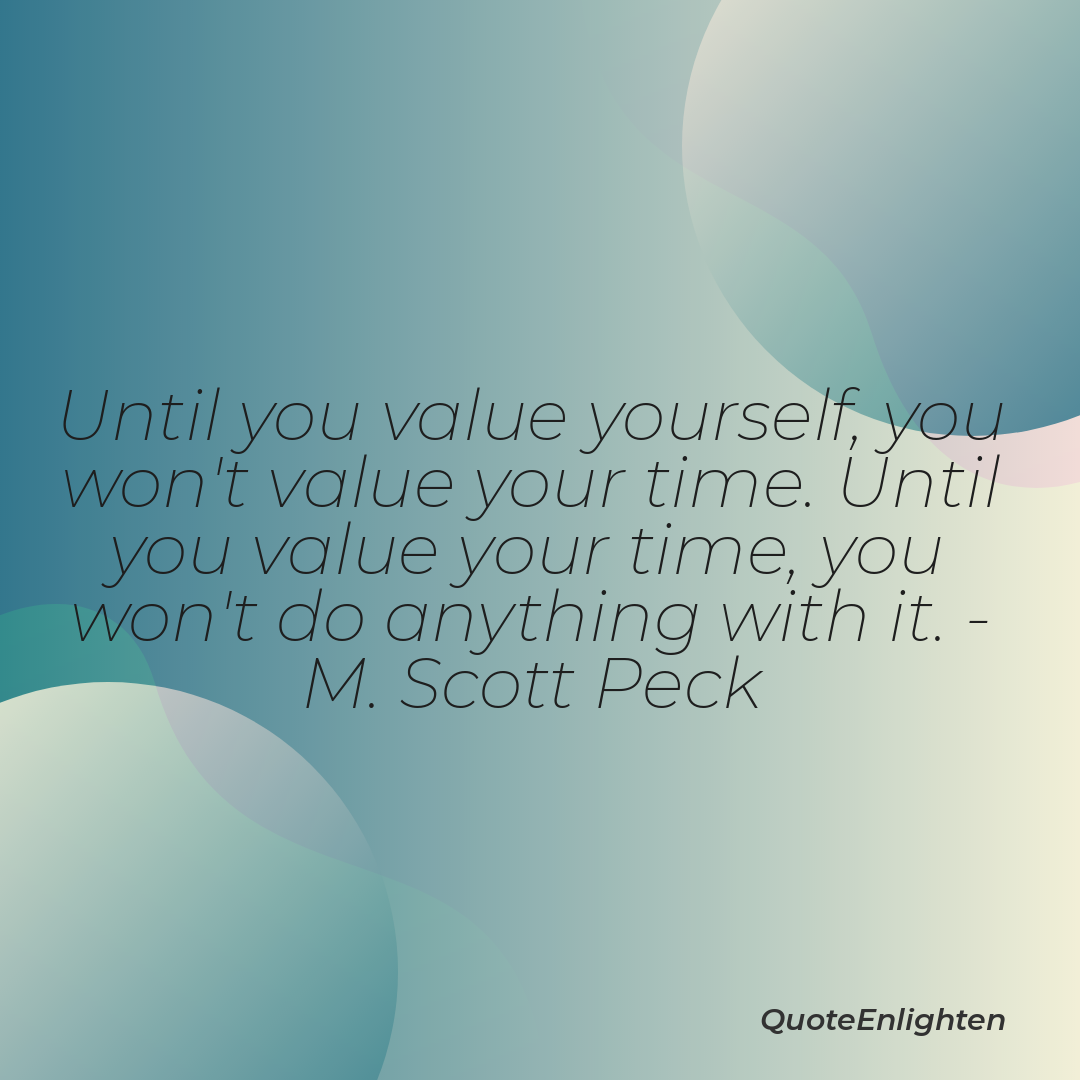 Until you value yourself, you
won't value your time. Until
you value your time, you
won't do anything with it. -
M. Scott Peck
QuoteEnlighten